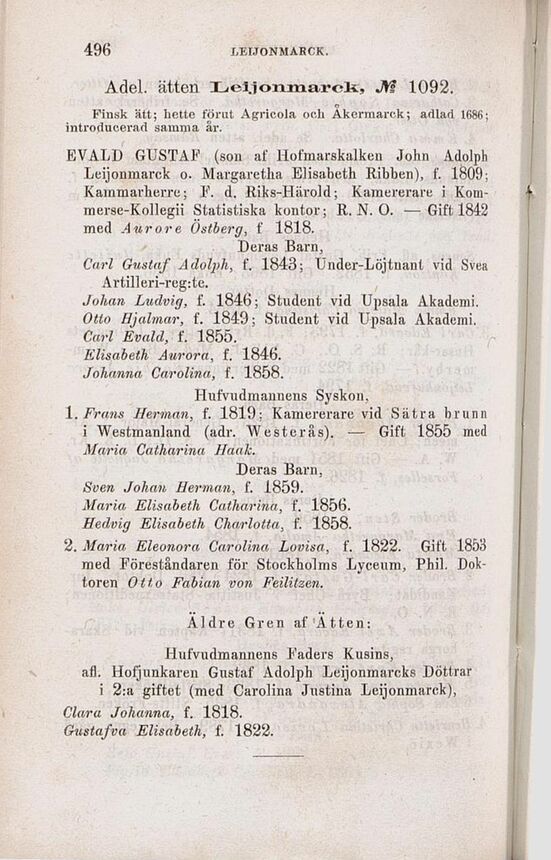 496
LEIJONMARCK.
Adel. ätten Leijonmarck, № 1092.
Finsk ätt; hette förut Agricola och Åkermarck; adlad 1686;
introducerad samma år.
EVALD GUSTAF (son af Hofmarskalken John Adolph
Leijonmarck o. Margaretha Elisabeth Ribben), f. 1809;
Kammarherre; F. d. Riks-Härold; Kamererare i Kom-
merse-Kollegii Statistiska kontor; R. N. O. — Gift 1842
med Aurore Östberg, f 1818.
Deras Barn,
Carl Gustaf Adolph, f. 1843; Under-Löjtnant vid Svea
Artilleri-reg:te.
Johan Ludvig, f. 1846; Student vid Upsala Akademi.
Otto Hjalmar, f. 1849; Student vid Upsala Akademi.
Carl Evald, f. 1855.
Elisabeth Aurora, f. 1846.
Johanna Carolina, f. 1858.
Hufvudmannens Syskon,
1. Frans Herman, f. 1819; Kamererare vid Sätra brunn
i Westmanland (adr. Westerås). — Gift 1855 med
Maria Catharina Haak.
Deras Barn,
Sven Johan Herman, f. 1859.
Maria Elisabeth Catharina, f. 1856.
Hedvig Elisabeth Charlotta, f. 1858.
2. Maria Eleonora Carolina Lovisa, f. 1822. Gift 1853
med Föreståndaren för Stockholms Lyceum, Phil. Dok-
toren Otto Fabian von Feilitzen.
Äldre Gren af Ätten:
Hufvudmannens Faders Kusins,
afl. Hofjunkaren Gustaf Adolph Leijonmarcks Döttrar
i 2:a giftet (med Carolina Justina Leijonmarck),
Clara Johanna, f. 1818.
Gustafva Elisabeth, f. 1822.